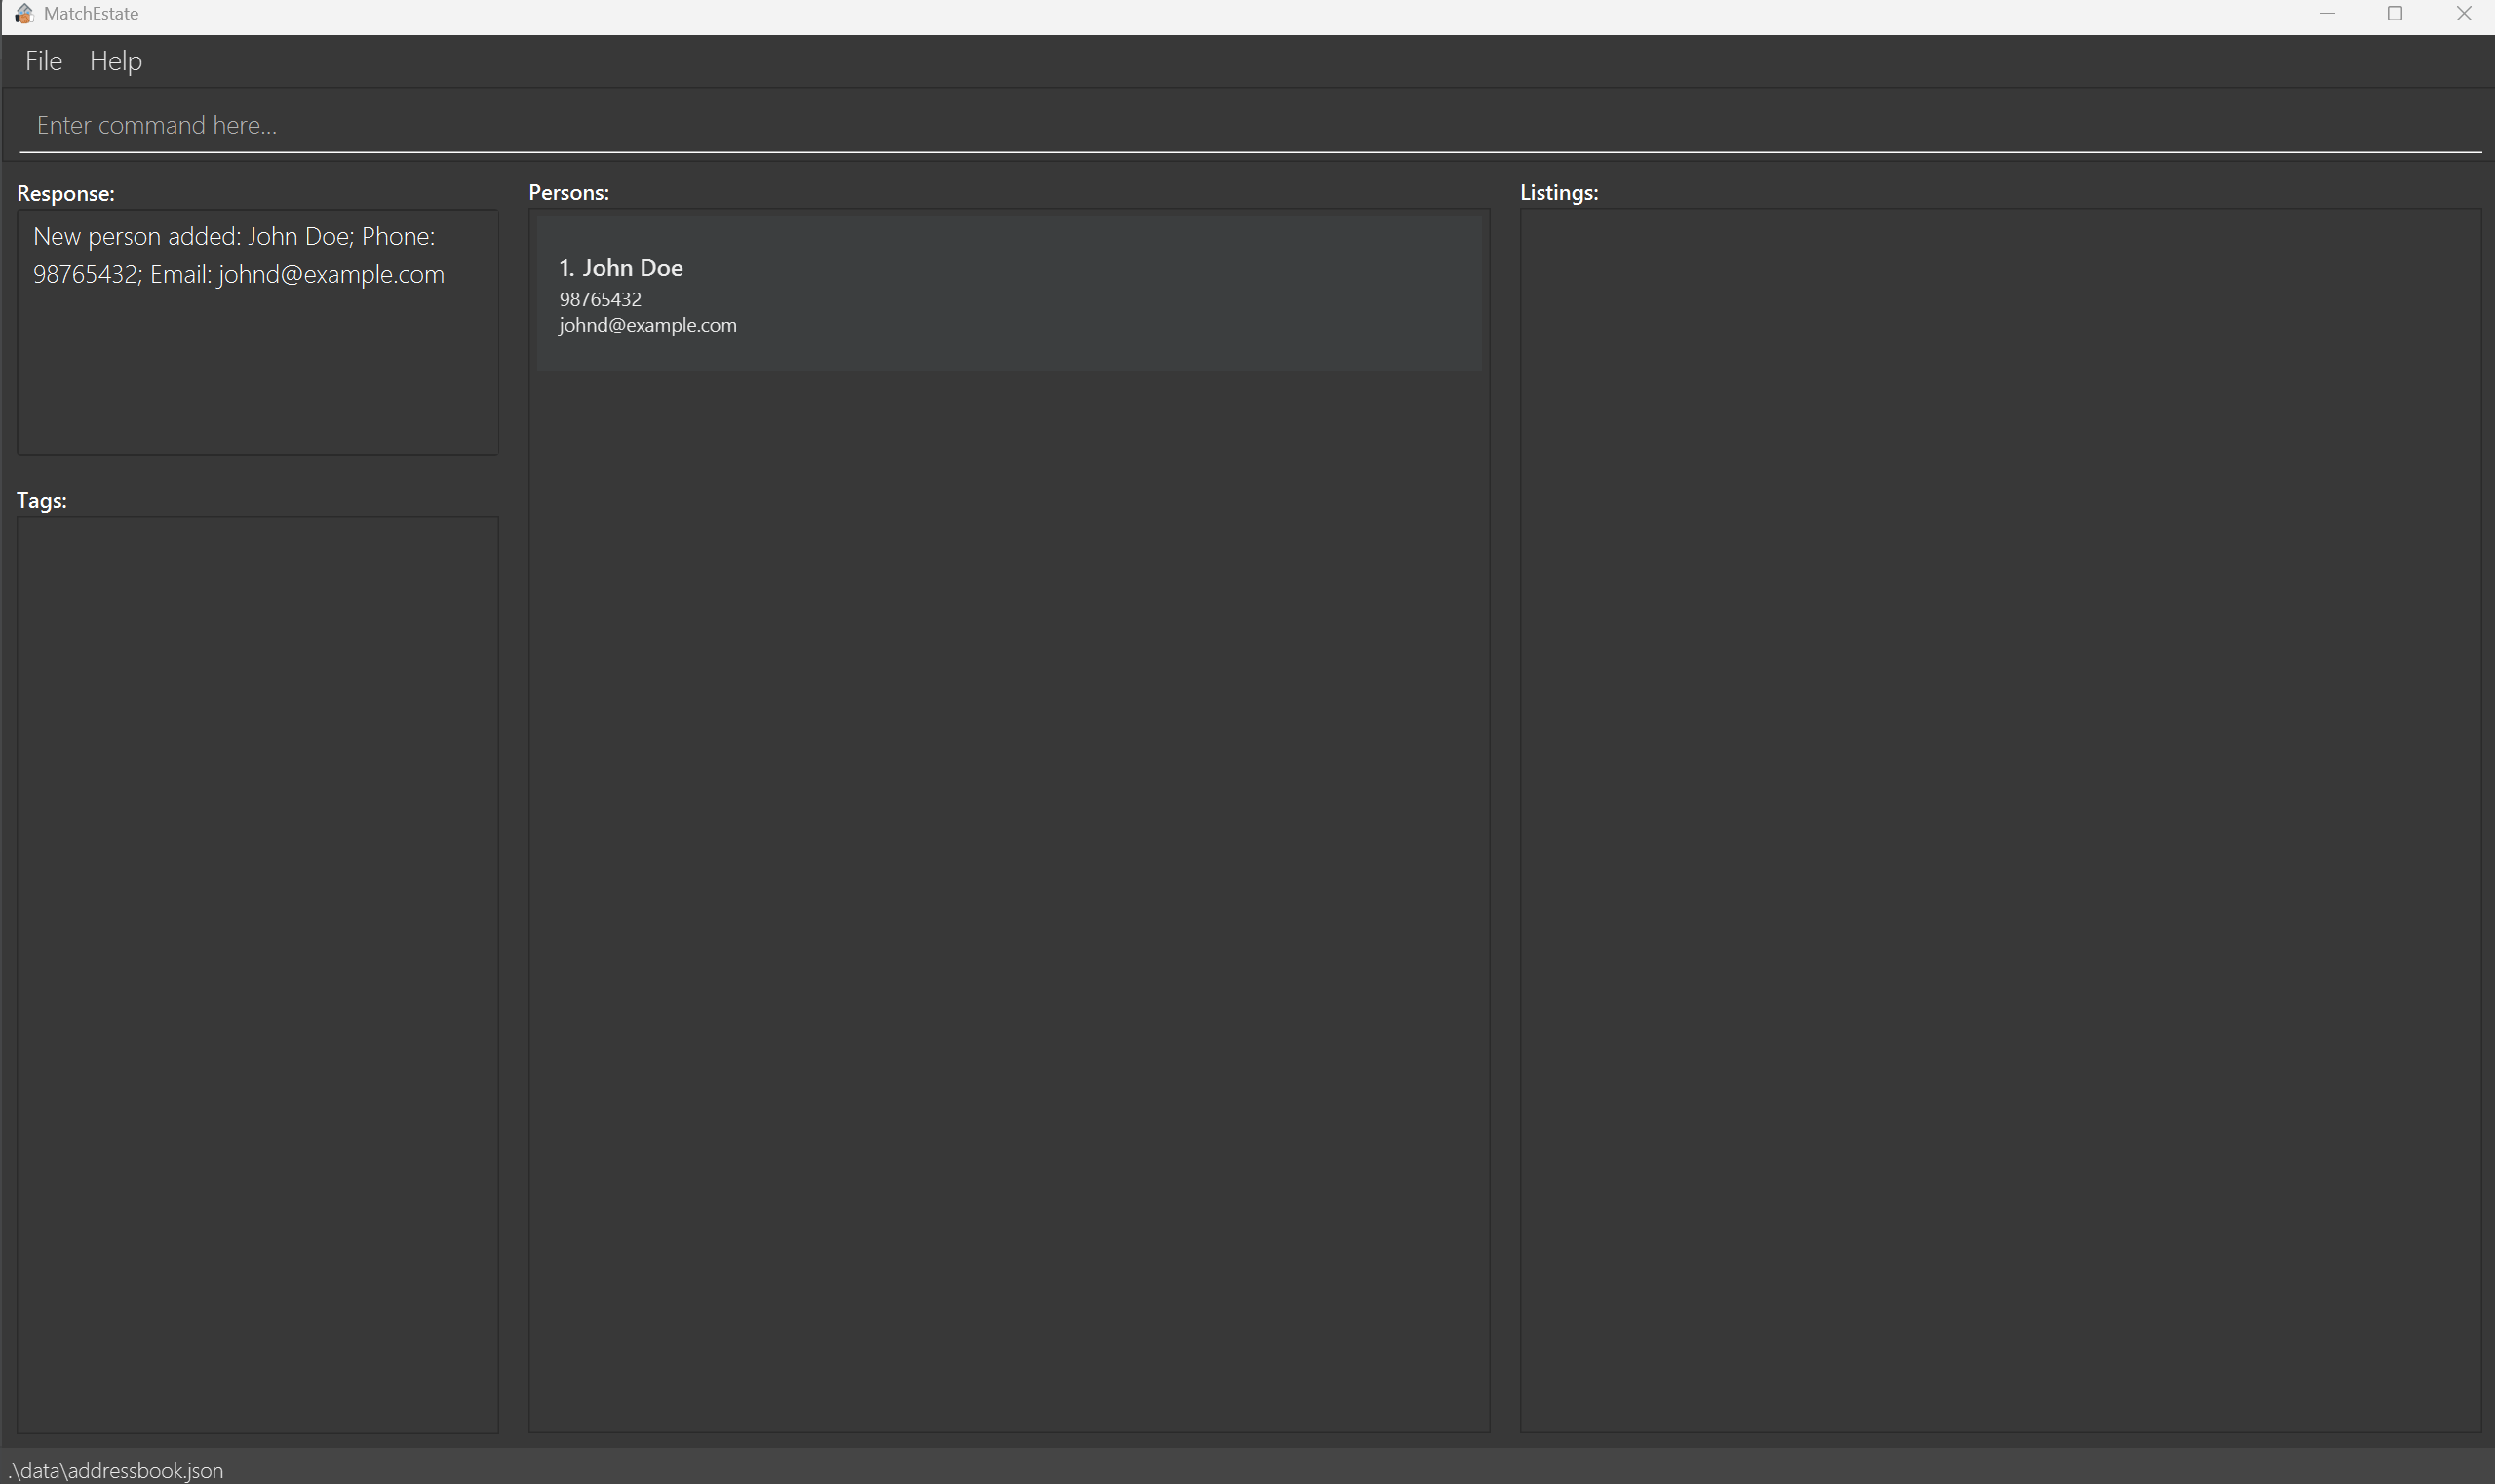 MatchEstate
File Help
Enter command here...
Response:
New person added: John Doe; Phone:
98765432; Email: johnd@example.com
Tags:
Persons:
1. John Doe
98765432
johnd@example.com
Listings:
.\data\addressbook.json